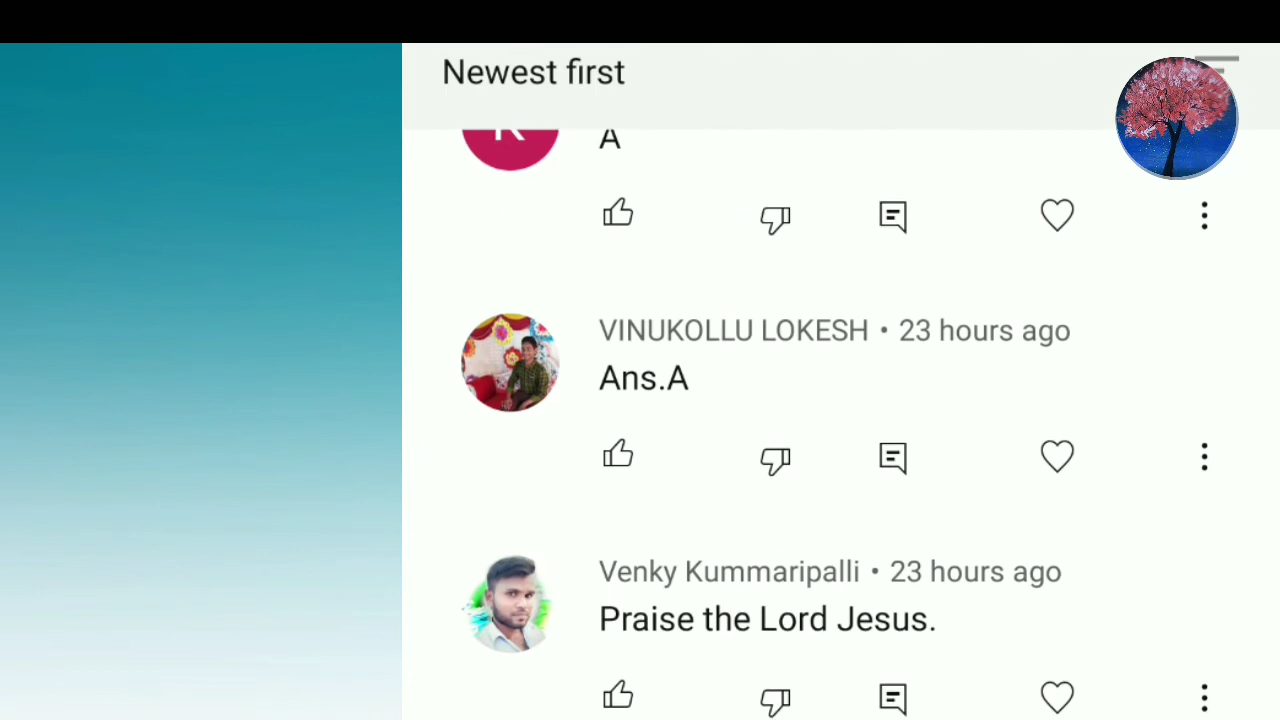 Newest first
A
VINUKOLLU LOKESH • 23 hours ago
Ans.A
Venky Kummaripalli • 23 hours ago
Praise the Lord Jesus.